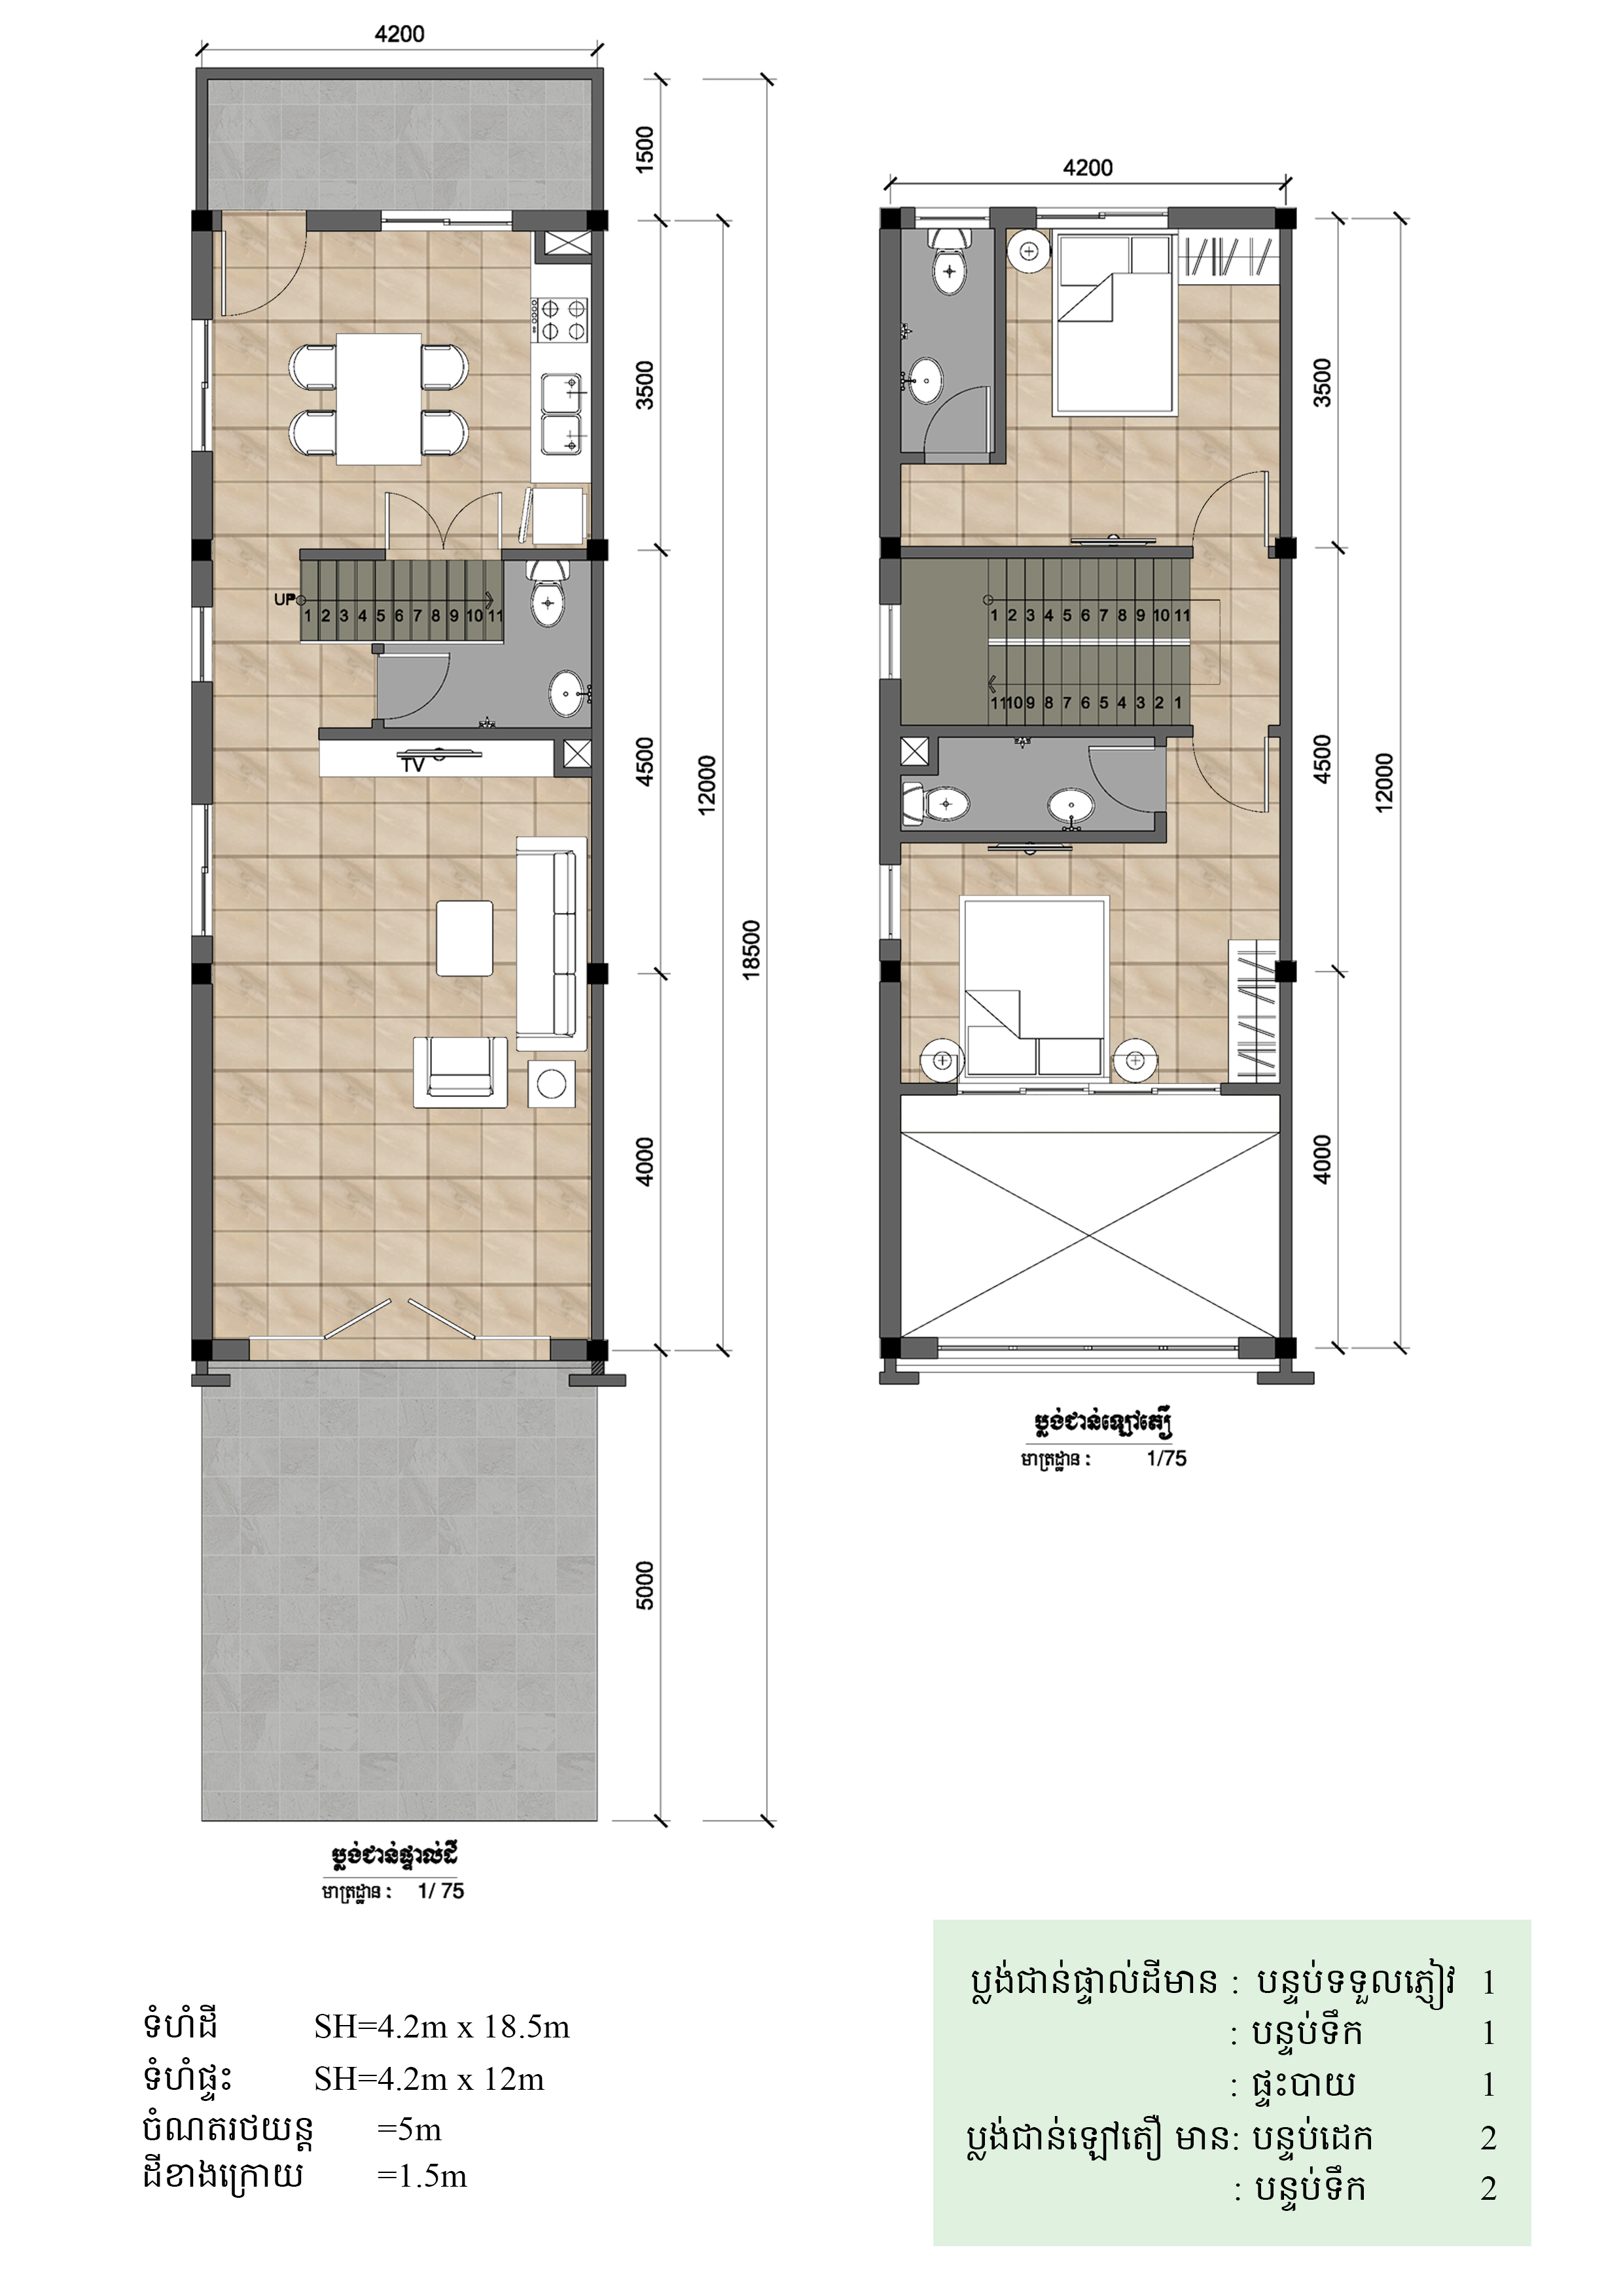 4200
1500
3500
UP
1 2 3 4 5 6 7 8 9 10 11
TV
4500
12000
18500
4000
5000
ប្លង់ជាន់ផ្ទាល់ដី
មាត្រដ្ឋាន : 1/ 75
4200
3500
1 2 3 4 5 6 7 8 9 10 11
11 10 9 8 7 6 5 4 3 2 1
4500
12000
4000
ប្លង់ជាន់ឡៅតឿ
មាត្រដ្ឋាន : 1/75
ទំហំដី SH=4.2m x 18.5m
ទំហំផ្ទះ SH=4.2m x 12m
ចំណតរថយន្ត =5m
ដីខាងក្រោយ =1.5m
ប្លង់ជាន់ផ្ទាល់ដីមាន : បន្ទប់ទទួលភ្ញៀវ 1
: បន្ទប់ទឹក 1
: ផ្ទះបាយ 1
ប្លង់ជាន់ឡៅតឿ មាន: បន្ទប់ដេក 2
: បន្ទប់ទឹក 2